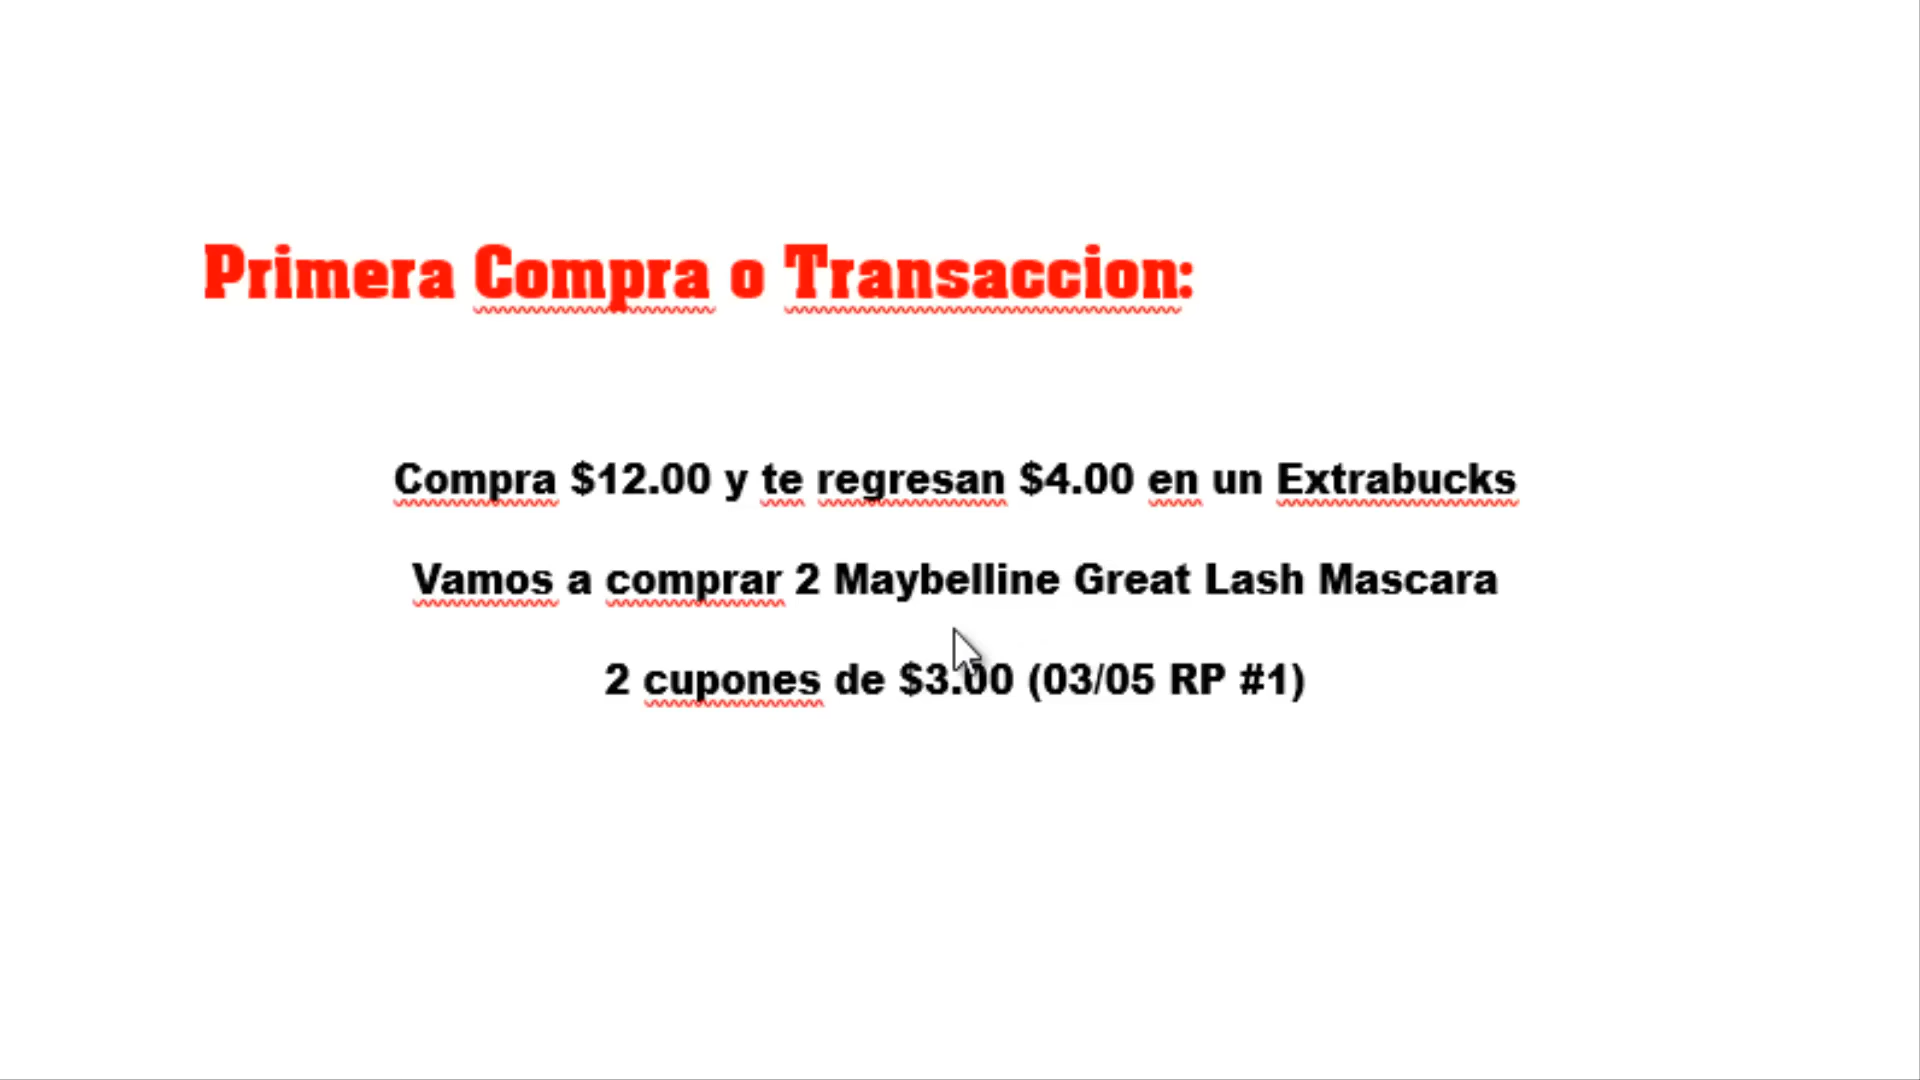 Primera Compra o Transaccion:
Compra $12.00 y te regresan $4.00 en un Extrabucks
Vamos a comprar 2 Maybelline Great Lash Mascara
2 cupones de $3.00 (03/05 RP #1)